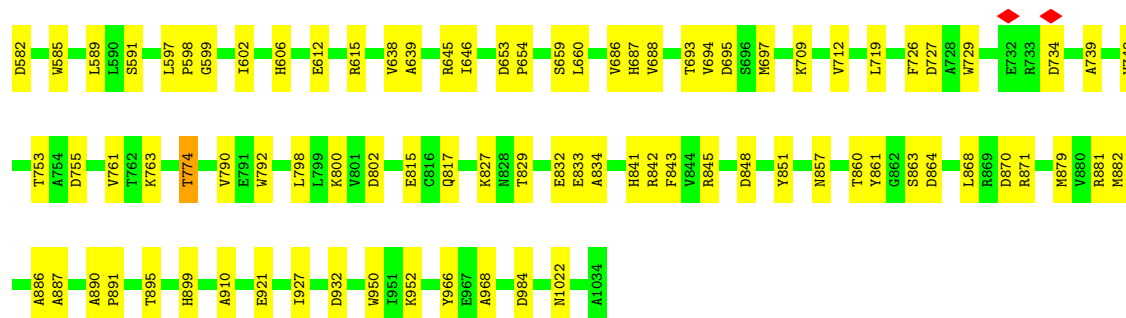 D582 W585 L589 L590 S591 L597 P598 G599 I602 H606 E612 R615 V638 A639 R645 I646 D653 P654 S659 L660 V686 H687 V688 T693 V694 D695 S696 M697 K709 V712 L719 F726 D727 A728 W729 E732 R733 D734 A739
T753 A754 D755 V761 T762 K763 T774 V790 E791 W792 L798 L799 K800 V801 D802 E815 C816 Q817 K827 N828 T829 E832 E833 A834 H841 R842 F843 V844 R845 D848 Y851 N857 T860 Y861 G862 S863 D864 L868 R869 D870 R871 M879 V880 R881 M882
A886 A887 A890 P891 T895 H899 A910 E921 I927 D932 W950 I951 K952 Y966 E967 A968 D984 N1022 A1034